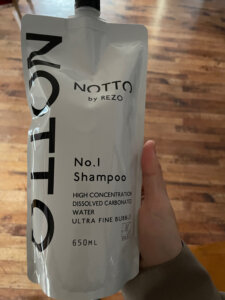 NOTTO
NOTTO
by REZO
No.1
Shampoo
HIGH CONCENTRATION
DISSOLVED CARBONATED
WATER
ULTRA FINE BUBBLE
650ML